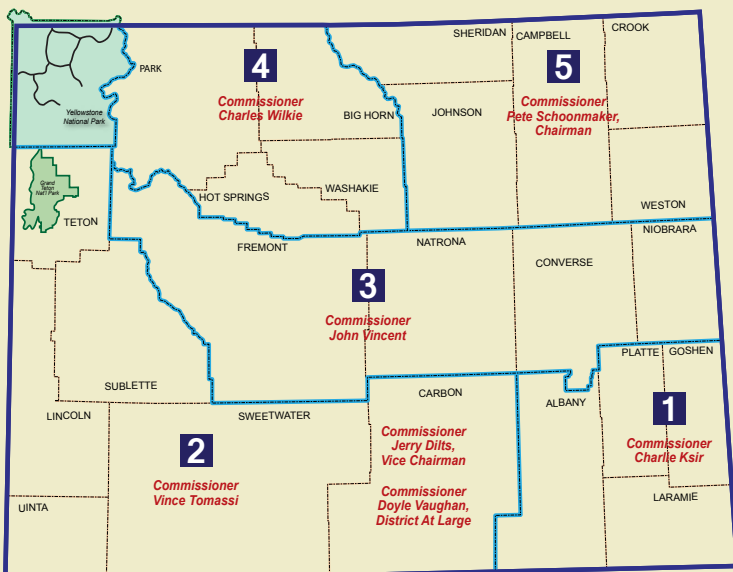 CROOK
SHERIDAN
CAMPBELL
PARK
4
5
Commissioner
Charles Wilkie
Commissioner
Pete Schoonmaker,
Chairman
Yellowstone
National Park
BIG HORN
JOHNSON
Grand
Teton
Nat'l Park
HOT SPRINGS
WASHAKIE
TETON
WESTON
NIOBRARA
FREMONT
NATRONA
CONVERSE
3
Commissioner
John Vincent
PLATTE
GOSHEN
SUBLETTE
CARBON
ALBANY
LINCOLN
SWEETWATER
1
Commissioner
Charlie Ksir
2
Commissioner
Vince Tomassi
Commissioner
Jerry Dilts,
Vice Chairman
Commissioner
Doyle Vaughan,
District At Large
LARAMIE
UINTA